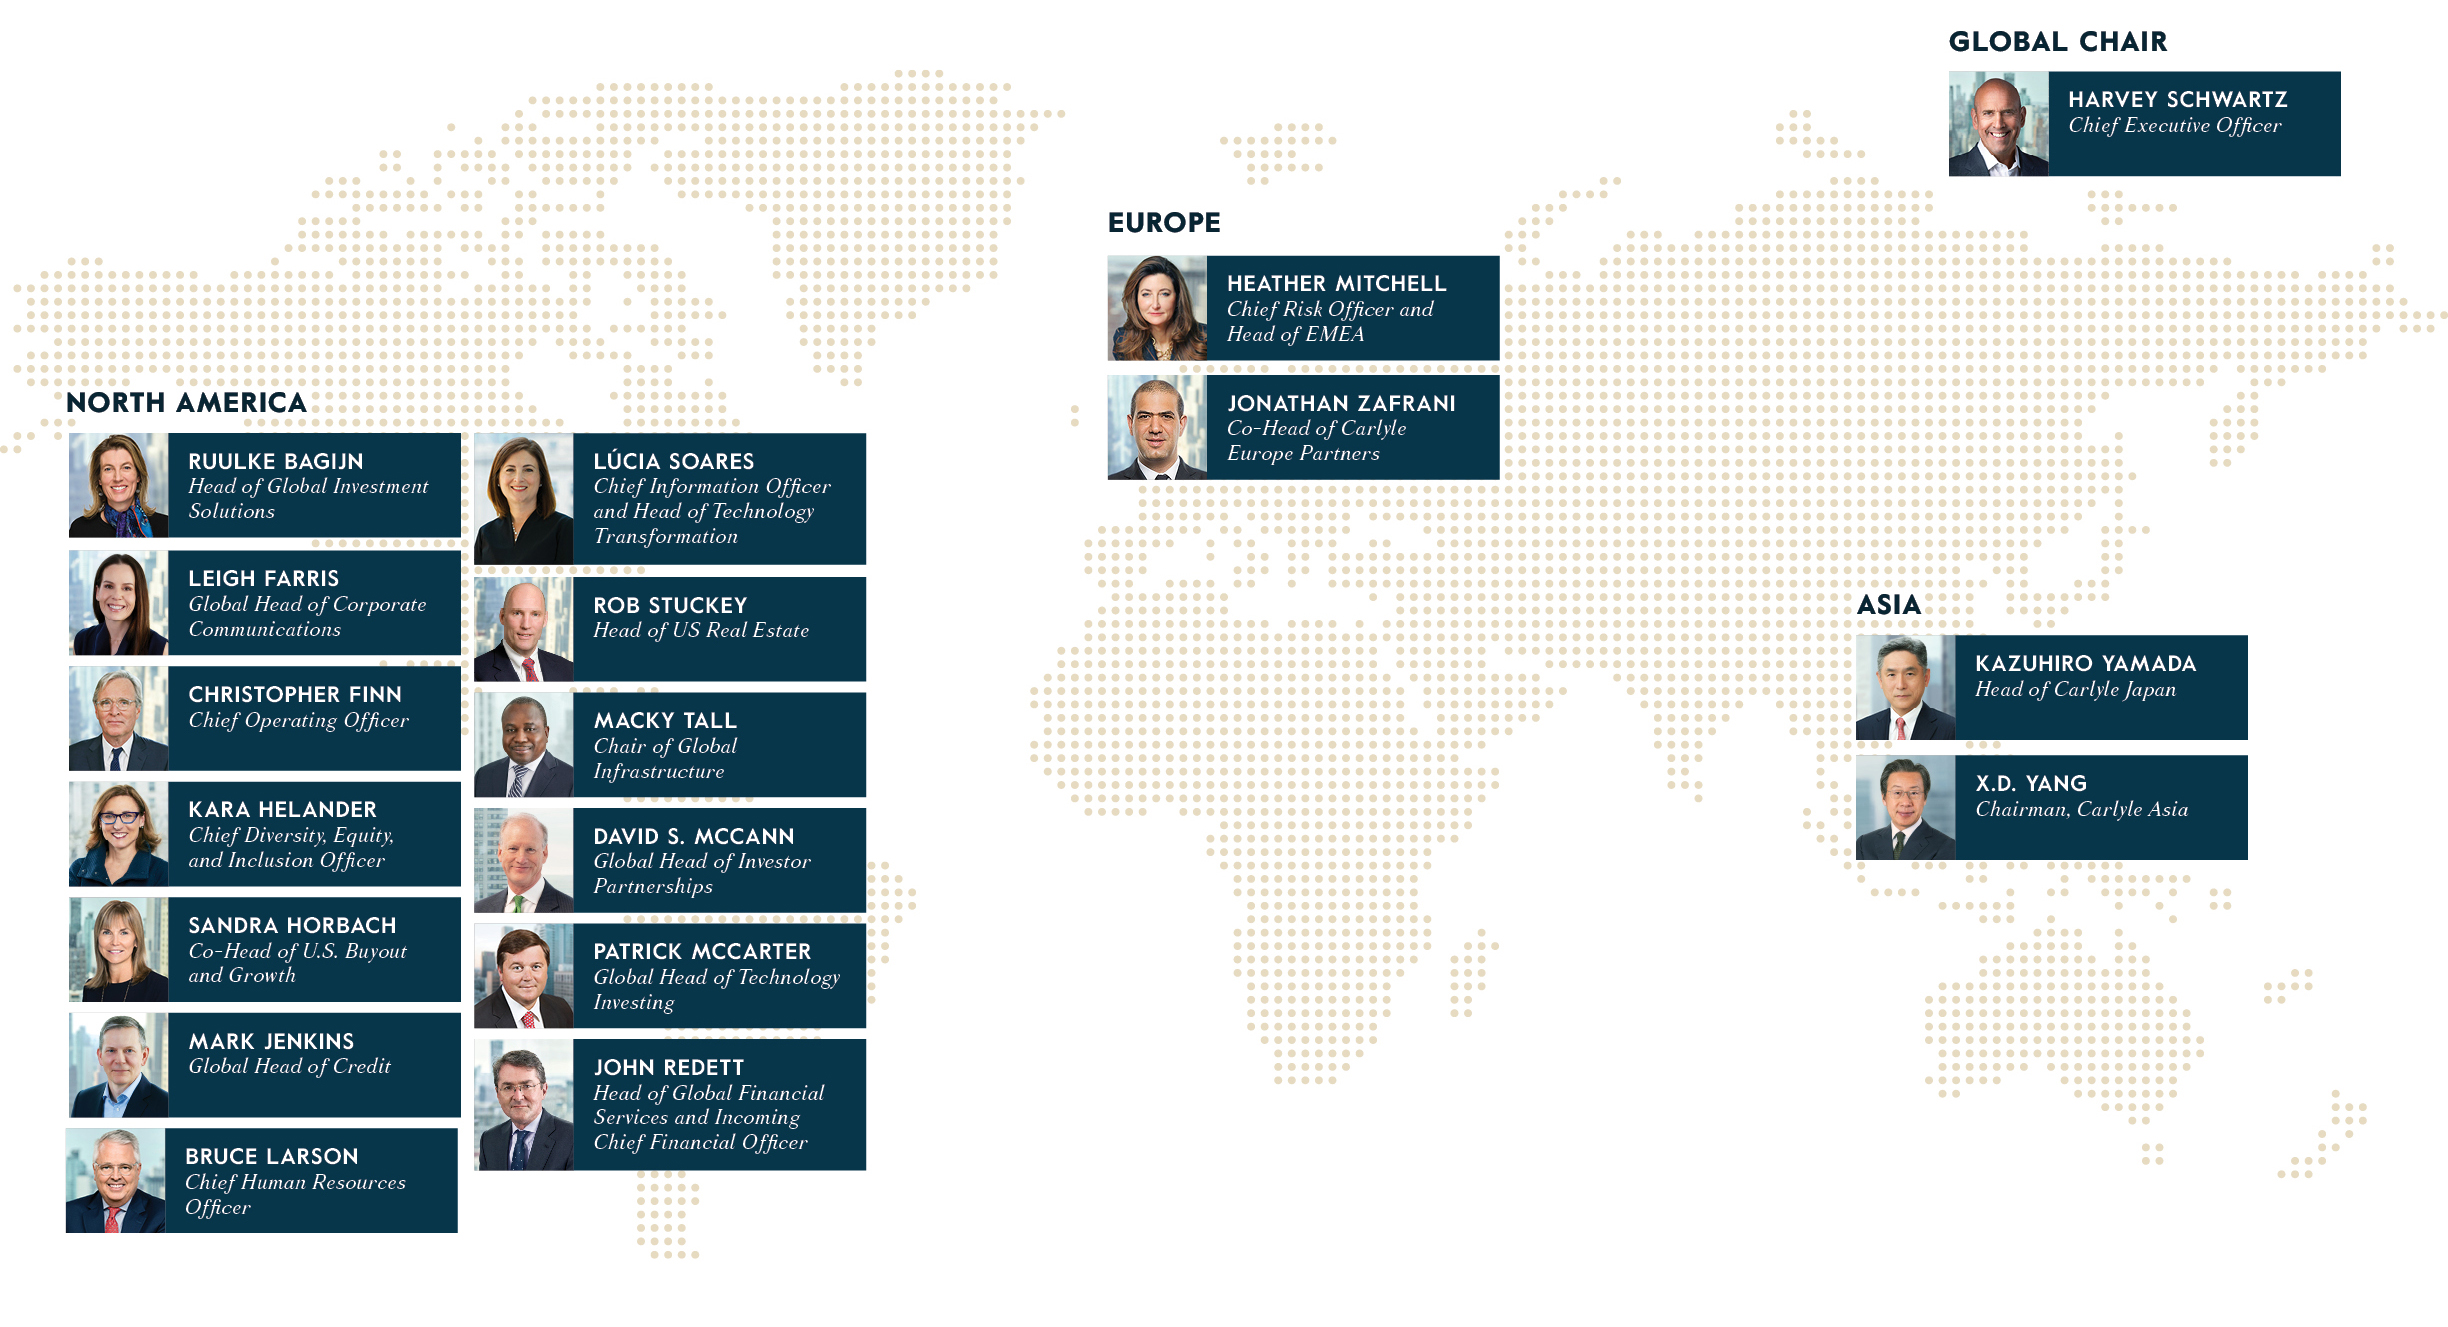 GLOBAL CHAIR
HARVEY SCHWARTZ
Chief Executive Officer
EUROPE
HEATHER MITCHELL
Chief Risk Officer and
Head of EMEA
JONATHAN ZAFRANI
Co-Head of Carlyle
Europe Partners
NORTH AMERICA
RUULKE BAGIJN
Head of Global Investment
Solutions
LEIGH FARRIS
Global Head of Corporate
Communications
CHRISTOPHER FINN
Chief Operating Officer
KARA HELANDER
Chief Diversity, Equity,
and Inclusion Officer
SANDRA HORBACH
Co-Head of U.S. Buyout
and Growth
MARK JENKINS
Global Head of Credit
BRUCE LARSON
Chief Human Resources
Officer
LÚCIA SOARES
Chief Information Officer
and Head of Technology
Transformation
ROB STUCKEY
Head of US Real Estate
MACKY TALL
Chair of Global
Infrastructure
DAVID S. MCCANN
Global Head of Investor
Partnerships
PATRICK MCCARTER
Global Head of Technology
Investing
JOHN REDETT
Head of Global Financial
Services and Incoming
Chief Financial Officer
ASIA
KAZUHIRO YAMADA
Head of Carlyle Japan
X.D. YANG
Chairman, Carlyle Asia